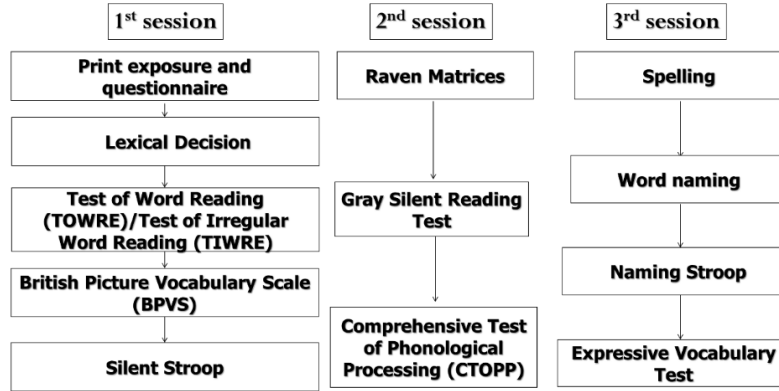 1st session
Print exposure and
questionnaire
Lexical Decision
Test of Word Reading
(TOWRE)/Test of Irregular
Word Reading (TIWRE)
British Picture Vocabulary Scale
(BPVS)
Silent Stroop
2nd session
Raven Matrices
Gray Silent Reading
Test
Comprehensive Test
of Phonological
Processing (CTOPP)
3rd session
Spelling
Word naming
Naming Stroop
Expressive Vocabulary
Test